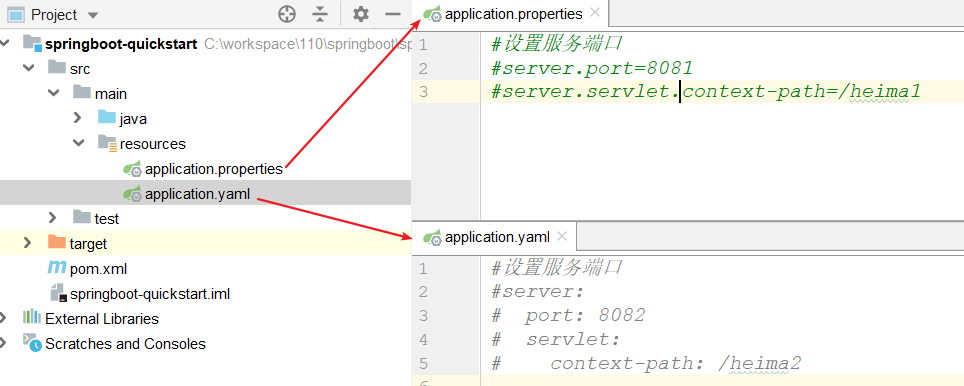 Project
springboot-quickstart C:\workspace\110\springboot\sp
src
main
java
resources
application.properties
application.yaml
test
target
pom.xml
springboot-quickstart.iml
External Libraries
Scratches and Consoles
application.properties
1 #设置服务端口
2 #server.port=8081
3 #server.servlet.context-path=/heima1
application.yaml
1 #设置服务端口
2 #server:
3 #  port: 8082
4 #  servlet:
5 #    context-path: /heima2
6